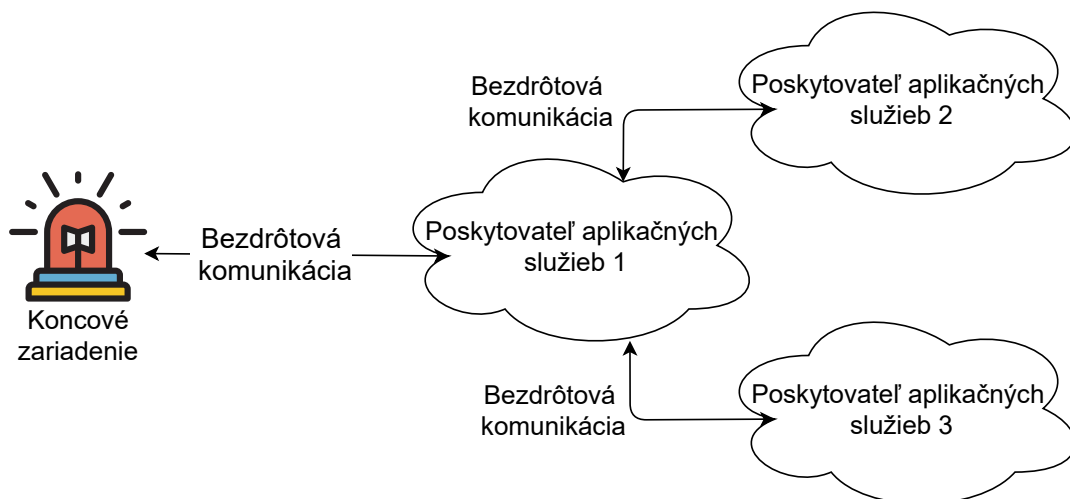 Bezdrôtová
komunikácia
Poskytovateľ aplikačných
služieb 2
Poskytovateľ aplikačných
služieb 1
Bezdrôtová
komunikácia
Koncové
zariadenie
Bezdrôtová
komunikácia
Poskytovateľ aplikačných
služieb 3